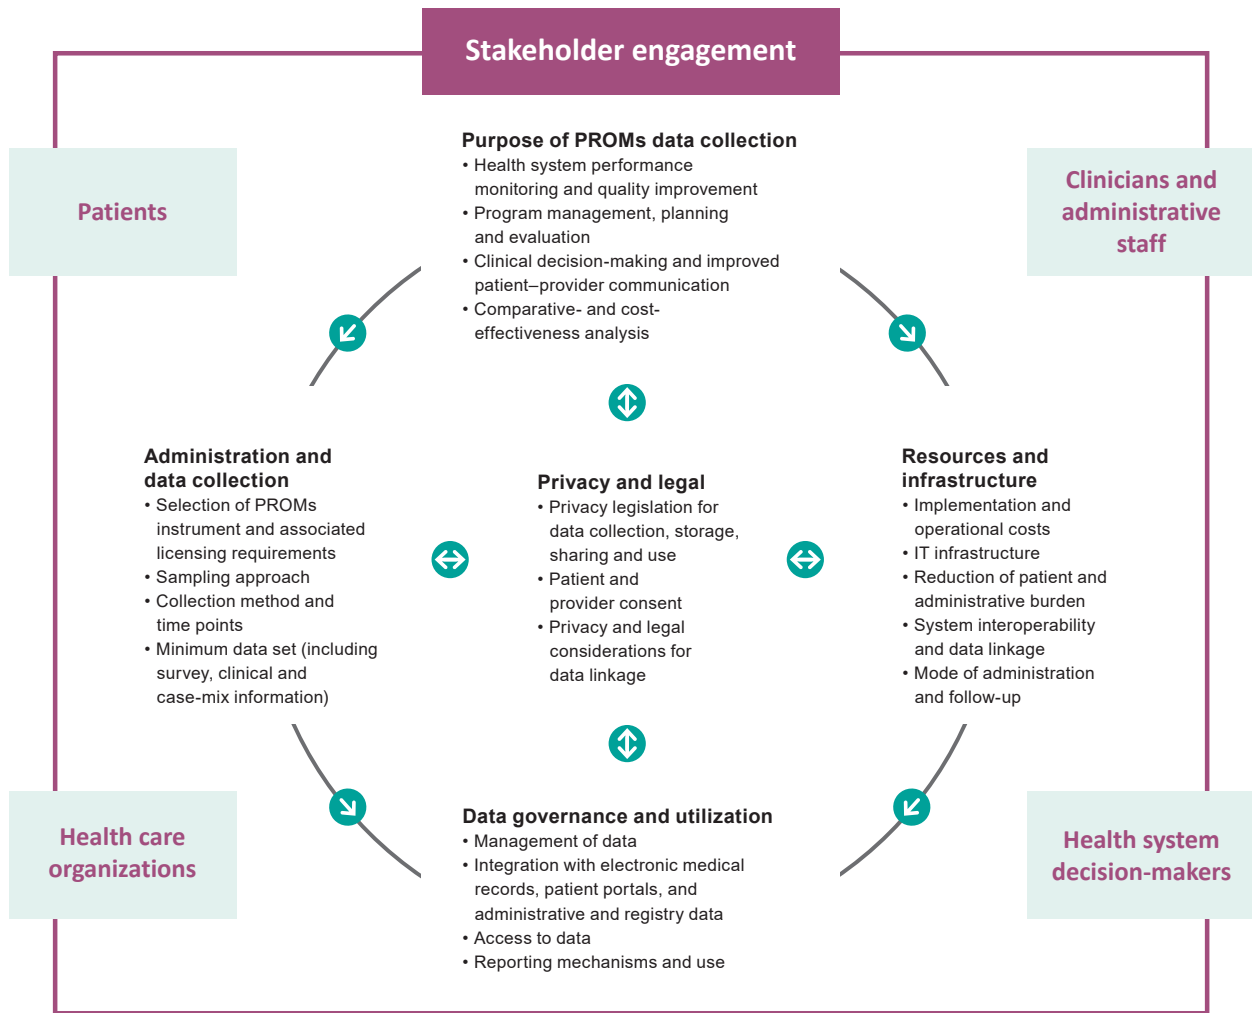 Stakeholder engagement
Patients
Clinicians and
administrative
staff
Purpose of PROMs data collection
• Health system performance
monitoring and quality improvement
• Program management, planning
and evaluation
• Clinical decision-making and improved
patient–provider communication
• Comparative- and cost-
effectiveness analysis
Administration and
data collection
• Selection of PROMs
instrument and associated
licensing requirements
• Sampling approach
• Collection method and
time points
• Minimum data set (including
survey, clinical and
case-mix information)
Privacy and legal
• Privacy legislation for
data collection, storage,
sharing and use
• Patient and
provider consent
• Privacy and legal
considerations for
data linkage
Resources and
infrastructure
• Implementation and
operational costs
• IT infrastructure
• Reduction of patient and
administrative burden
• System interoperability
and data linkage
• Mode of administration
and follow-up
Data governance and utilization
• Management of data
• Integration with electronic medical
records, patient portals, and
administrative and registry data
• Access to data
• Reporting mechanisms and use
Health care
organizations
Health system
decision-makers